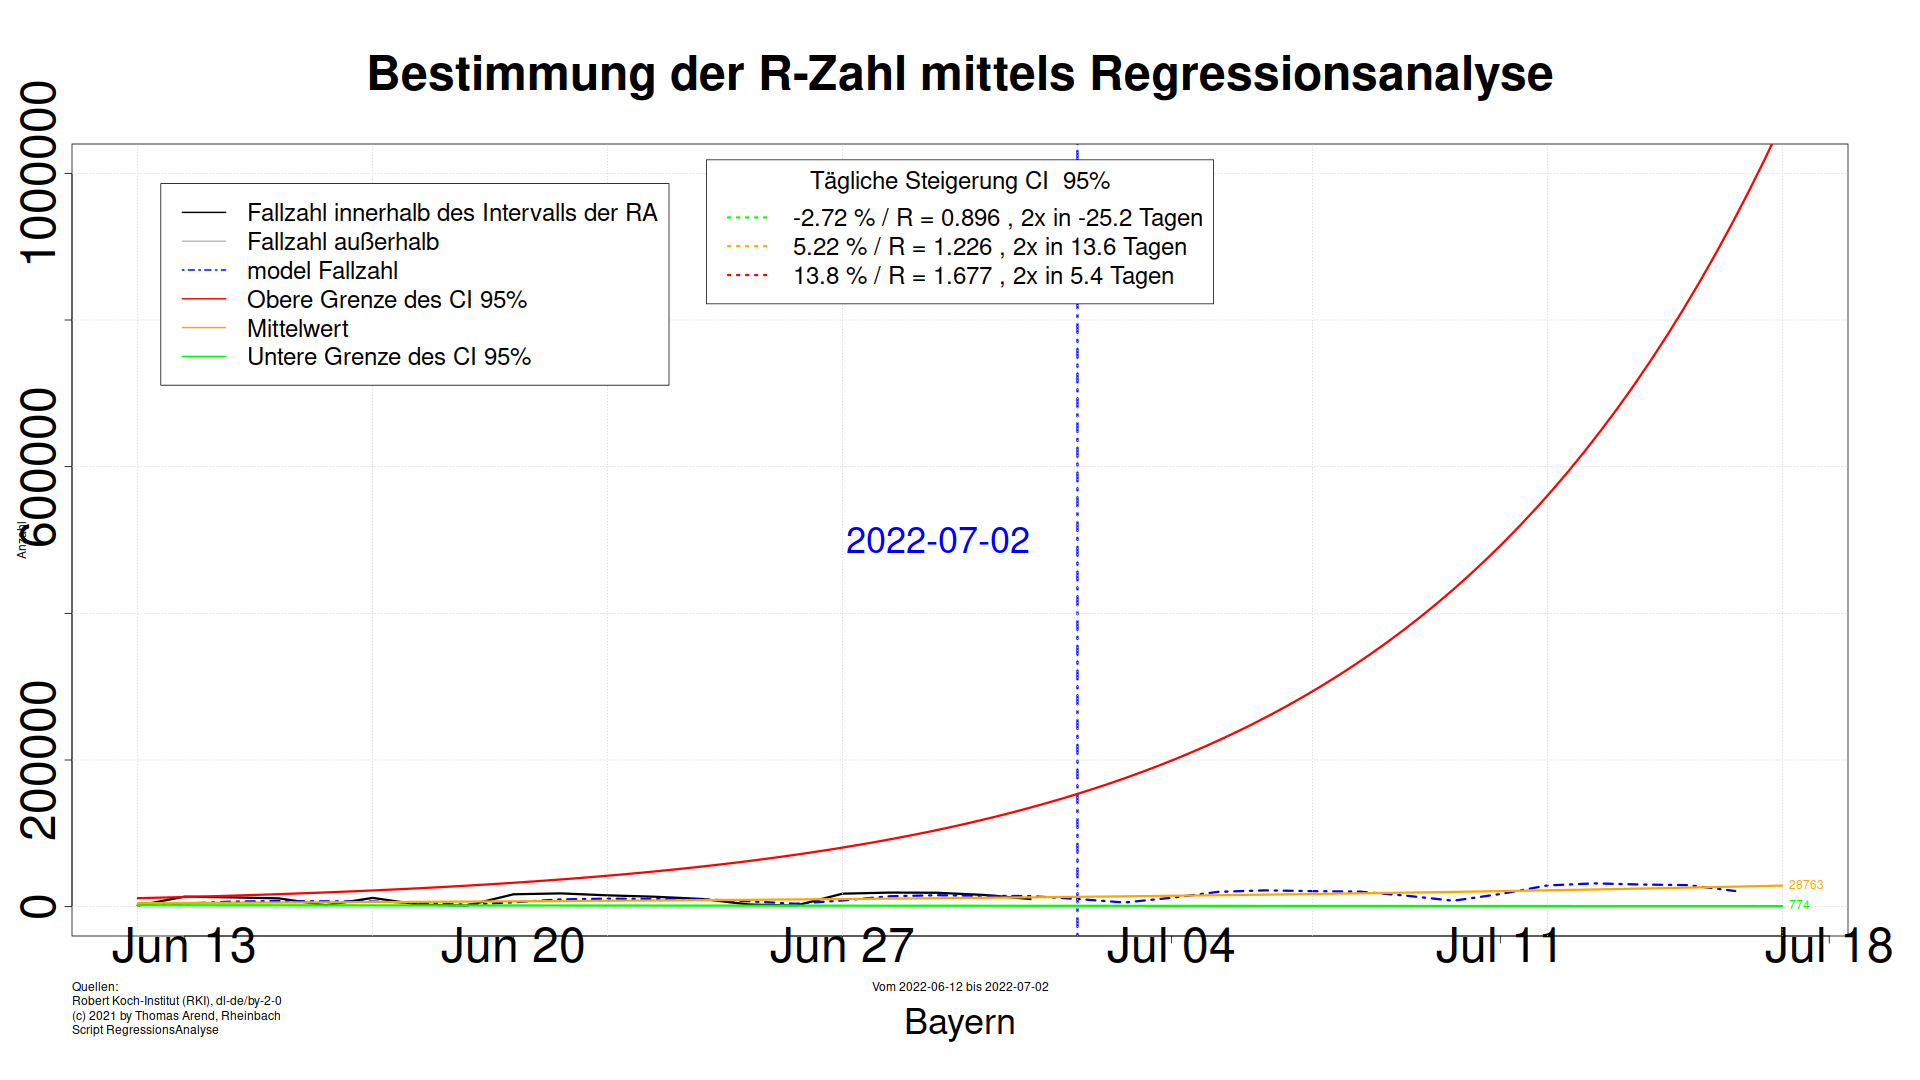 Bestimmung der R-Zahl mittels Regressionsanalyse
Anzahl
1000000
600000
200000
0
Fallzahl innerhalb des Intervalls der RA
Fallzahl außerhalb
model Fallzahl
Obere Grenze des CI 95%
Mittelwert
Untere Grenze des CI 95%
Tägliche Steigerung CI 95%
-2.72 % / R = 0.896 , 2x in -25.2 Tagen
5.22 % / R = 1.226 , 2x in 13.6 Tagen
13.8 % / R = 1.677 , 2x in 5.4 Tagen
2022-07-02
28763
774
Jun 13 Jun 20 Jun 27 Jul 04 Jul 11 Jul 18
Quellen:
Robert Koch-Institut (RKI), dl-de/by-2-0
(c) 2021 by Thomas Arend, Rheinbach
Script RegressionsAnalyse
Vom 2022-06-12 bis 2022-07-02
Bayern